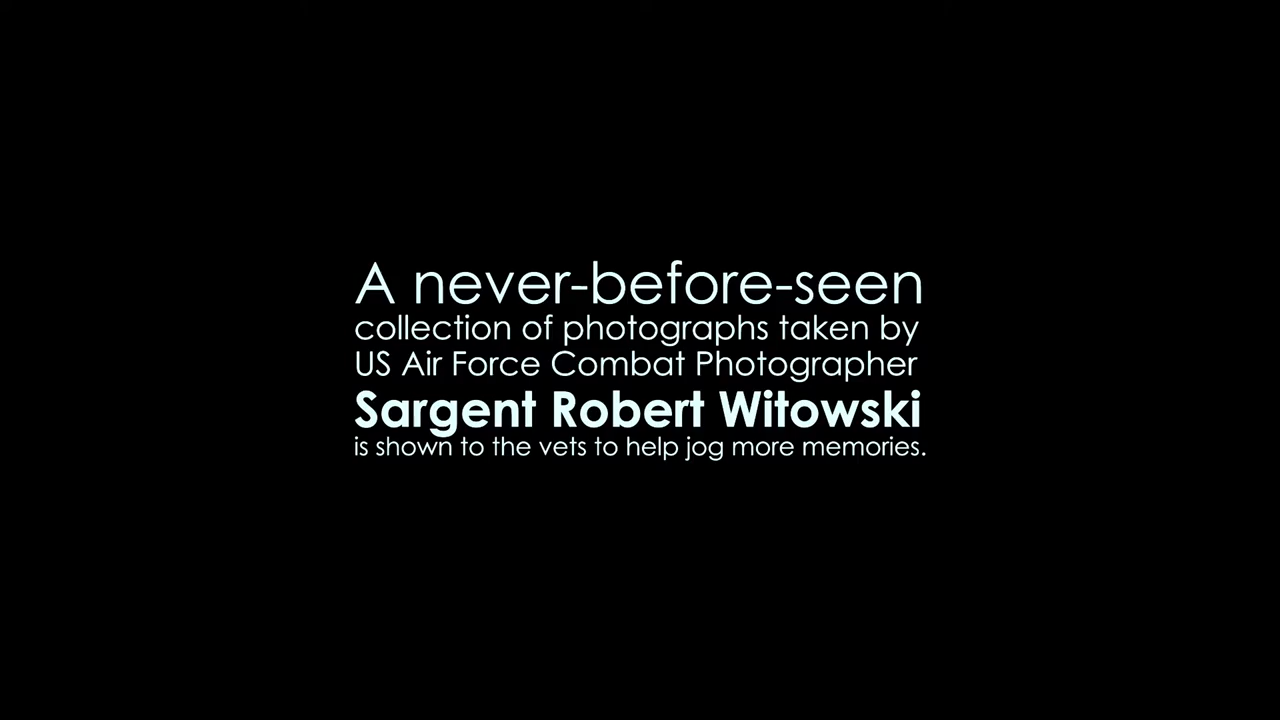 A never-before-seen
collection of photographs taken by
US Air Force Combat Photographer
Sargent Robert Witowski
is shown to the vets to help jog more memories.